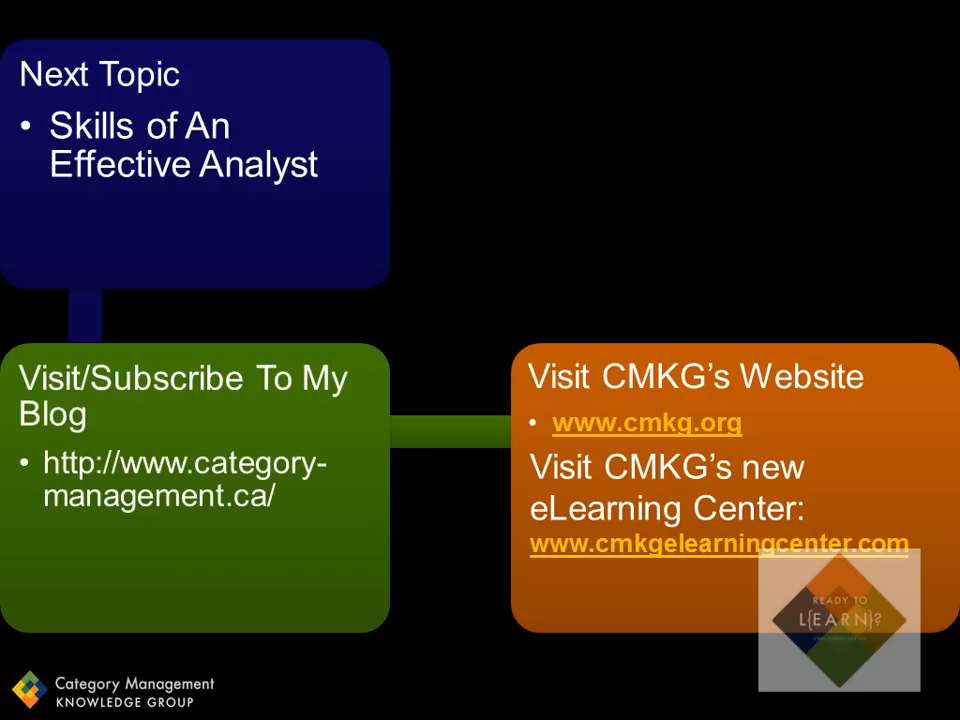 Next Topic
• Skills of An
Effective Analyst
Visit/Subscribe To My
Blog
• http://www.category-
management.ca/
Visit CMKG’s Website
• www.cmkg.org
Visit CMKG’s new
eLearning Center:
www.cmkgelearningcenter.com
READY TO
L{EARN}?
Category Management
KNOWLEDGE GROUP